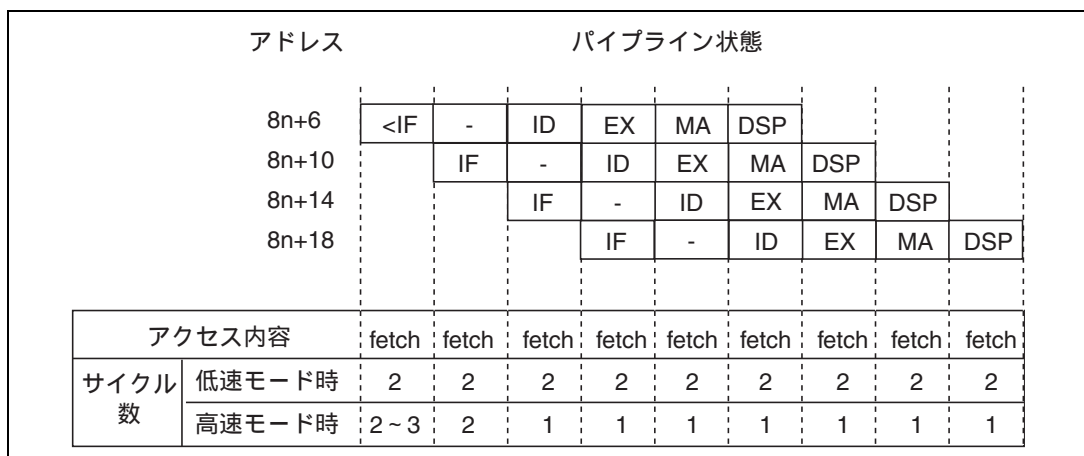 アドレス パイプライン状態
8n+6 <IF - ID EX MA DSP
8n+10 IF - ID EX MA DSP
8n+14 IF - ID EX MA DSP
8n+18 IF - ID EX MA DSP
アクセス内容 fetch fetch fetch fetch fetch fetch fetch fetch fetch
サイクル数 低速モード時 2 2 2 2 2 2 2 2 2
高速モード時 2~3 2 1 1 1 1 1 1 1